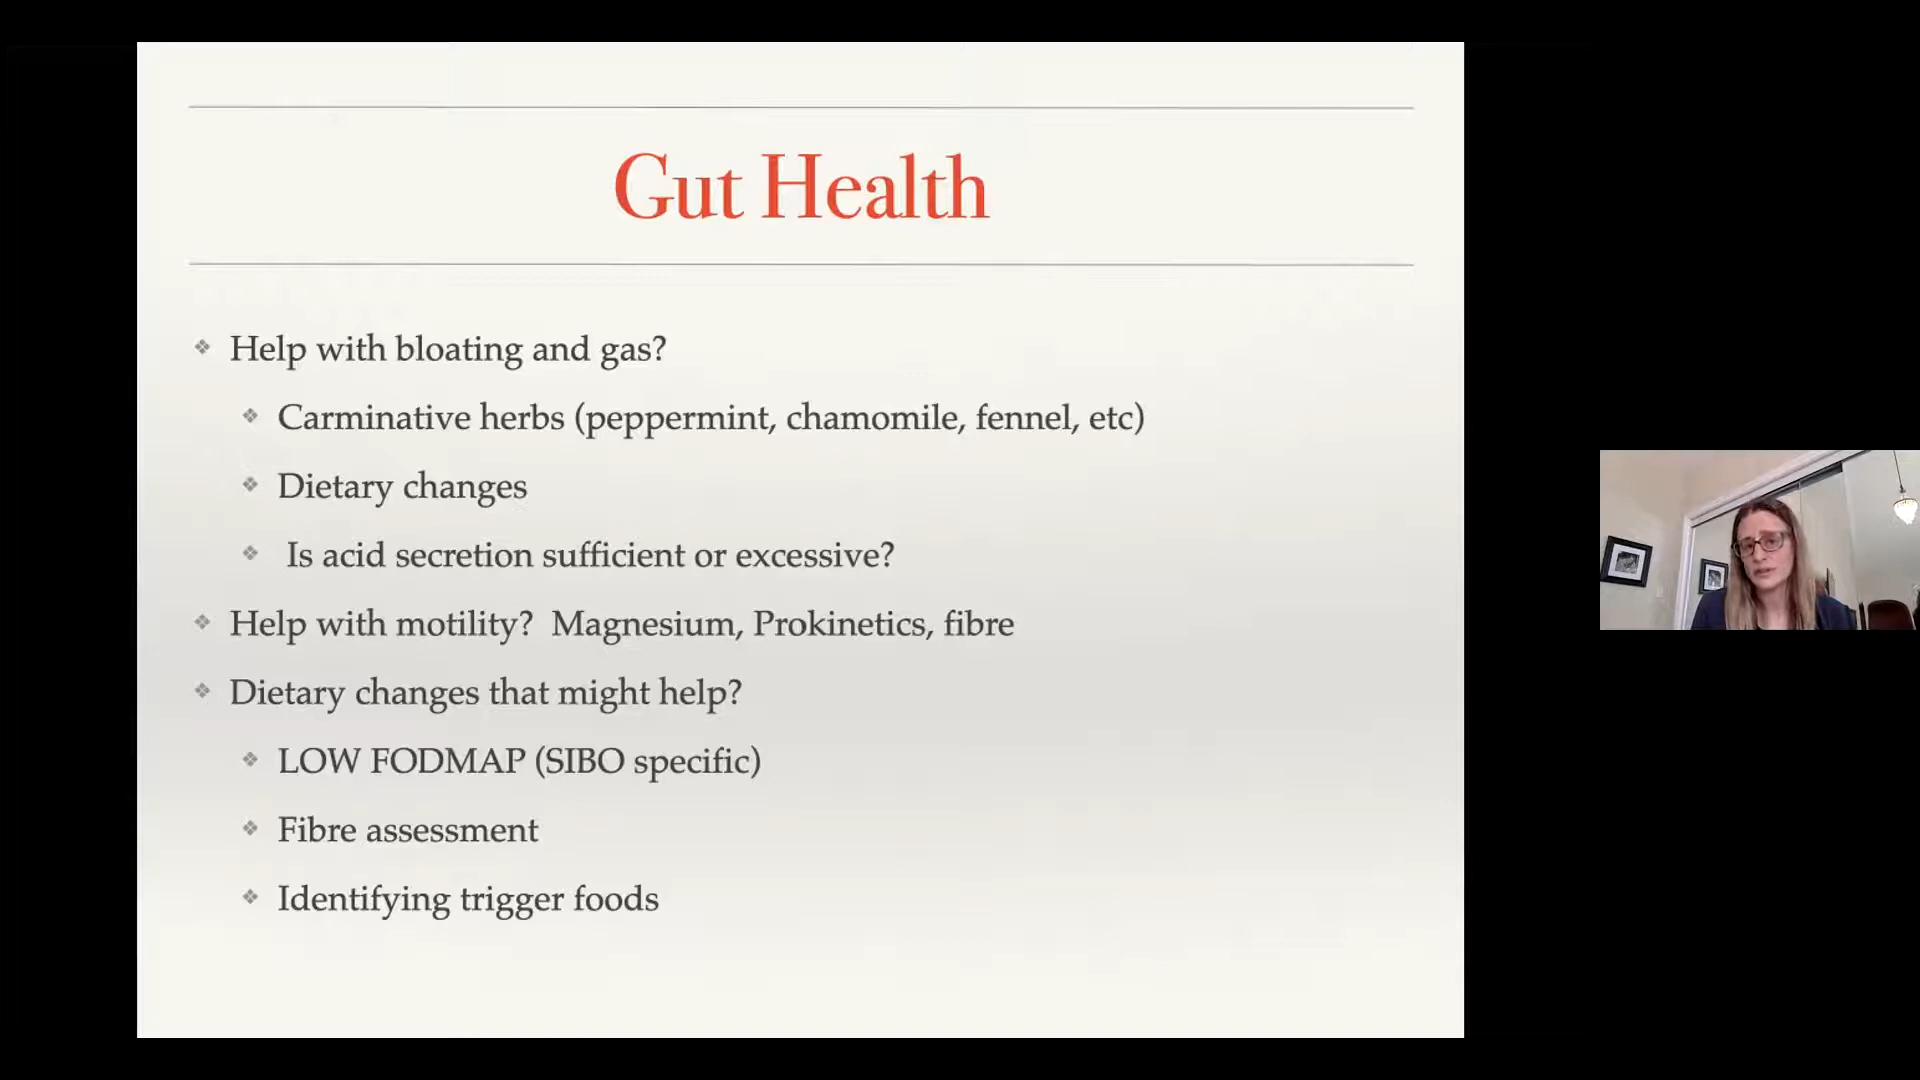 Gut Health
Help with bloating and gas?
Carminative herbs (peppermint, chamomile, fennel, etc)
Dietary changes
Is acid secretion sufficient or excessive?
Help with motility? Magnesium, Prokinetics, fibre
Dietary changes that might help?
LOW FODMAP (SIBO specific)
Fibre assessment
Identifying trigger foods